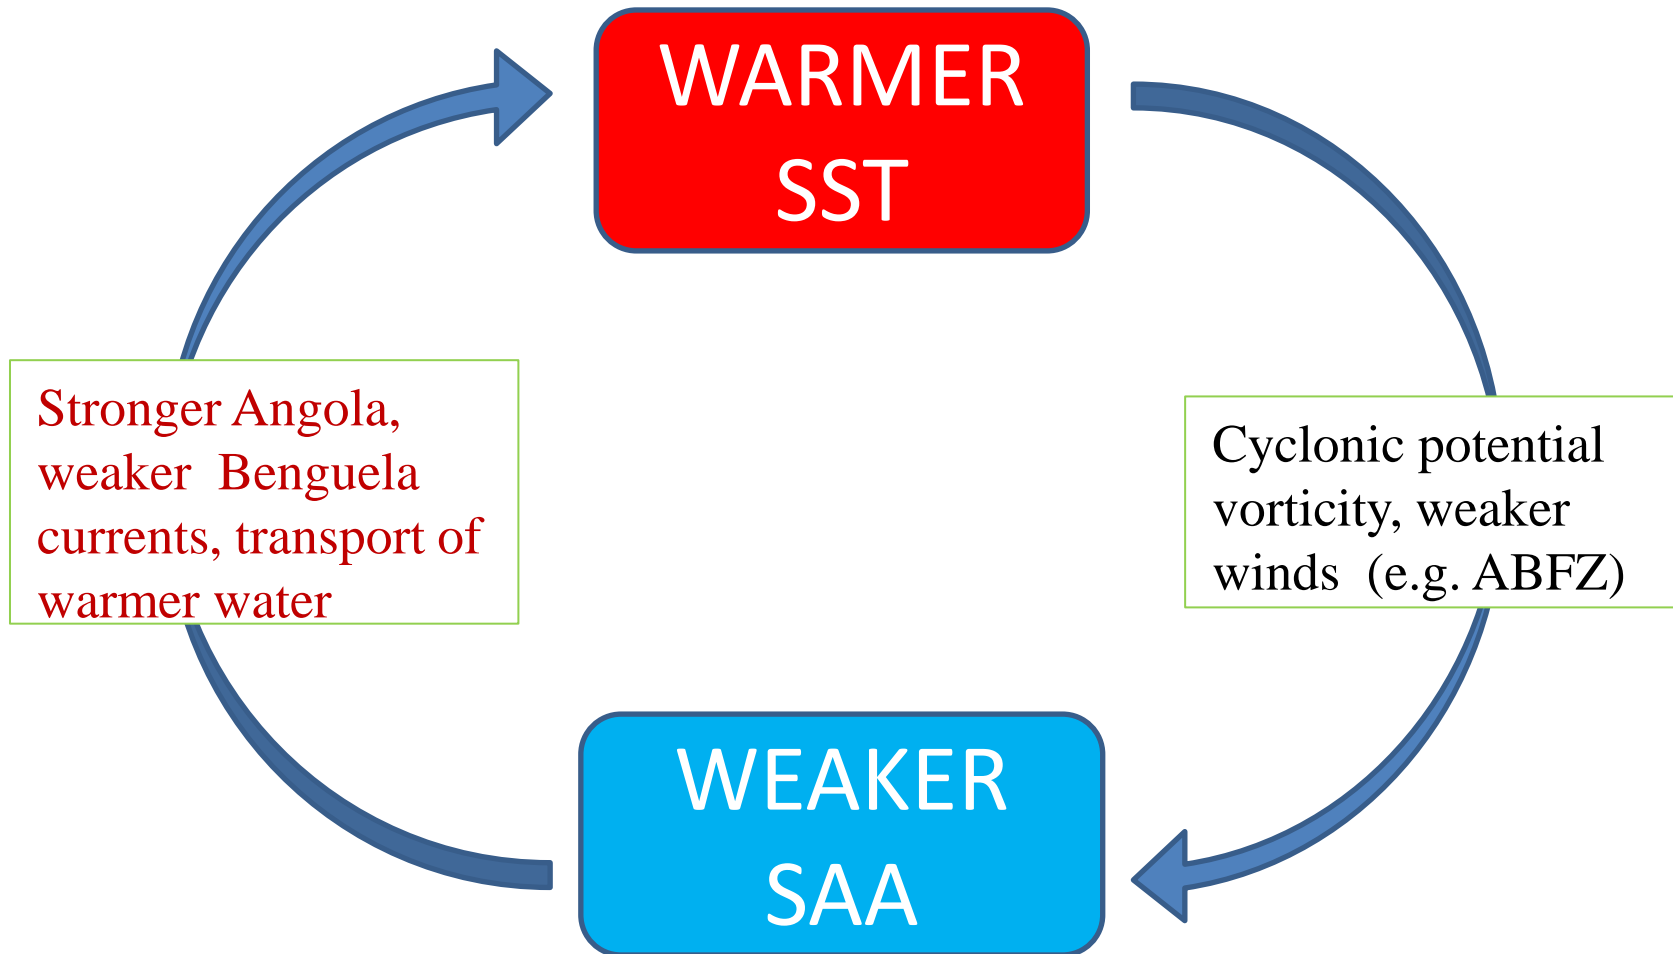 WARMER
SST
Stronger Angola,
weaker Benguela
currents, transport of
warmer water
Cyclonic potential
vorticity, weaker
winds (e.g. ABFZ)
WEAKER
SAA